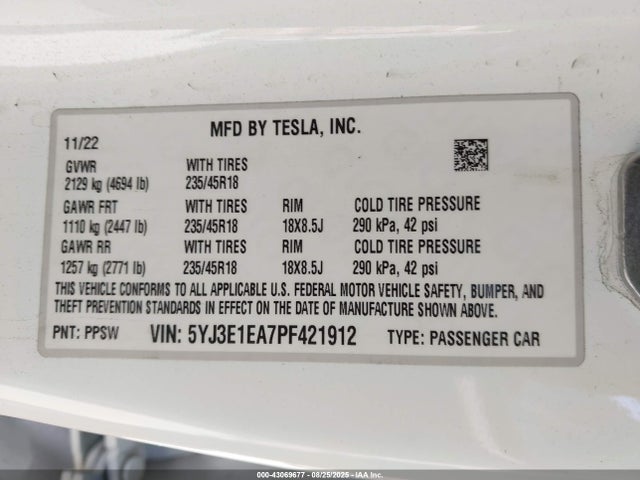 MFD BY TESLA, INC.
11/22
GVWR WITH TIRES
2129 kg (4694 lb) 235/45R18
GAWR FRT WITH TIRES RIM COLD TIRE PRESSURE
1110 kg (2447 lb) 235/45R18 18X8.5J 290 kPa, 42 psi
GAWR RR WITH TIRES RIM COLD TIRE PRESSURE
1257 kg (2771 lb) 235/45R18 18X8.5J 290 kPa, 42 psi
THIS VEHICLE CONFORMS TO ALL APPLICABLE U.S. FEDERAL MOTOR VEHICLE SAFETY, BUMPER, AND
THEFT PREVENTION STANDARDS IN EFFECT ON THE DATE OF MANUFACTURE SHOWN ABOVE.
PNT: PPSW VIN: 5YJ3E1EA7PF421912 TYPE: PASSENGER CAR
000-43069677 - 08/25/2025 - IAA Inc.